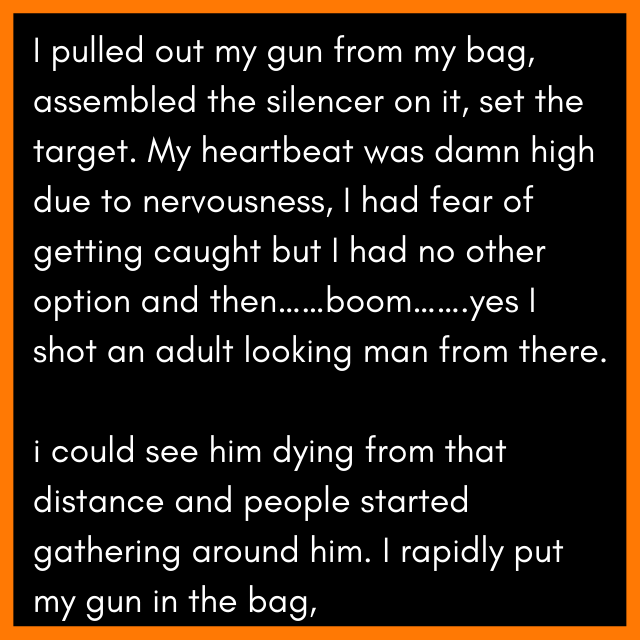 I pulled out my gun from my bag,
assembled the silencer on it, set the
target. My heartbeat was damn high
due to nervousness, I had fear of
getting caught but I had no other
option and then......boom.......yes I
shot an adult looking man from there.
i could see him dying from that
distance and people started
gathering around him. I rapidly put
my gun in the bag,